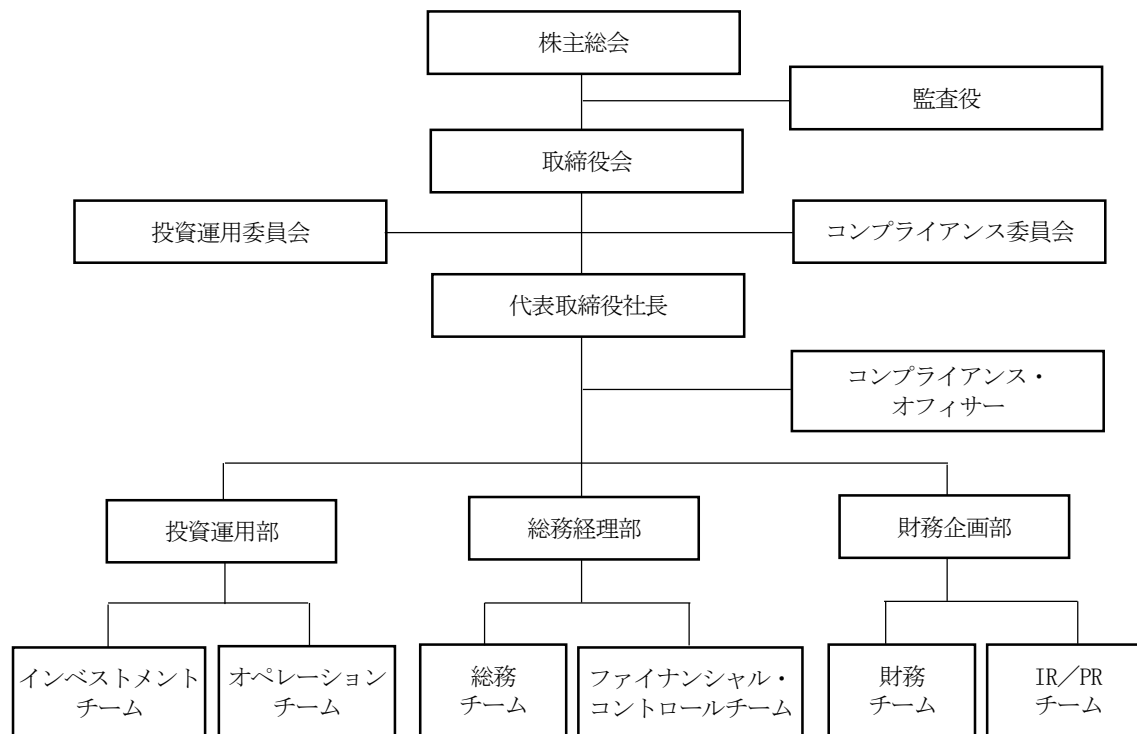 株主総会
監査役
取締役会
投資運用委員会
コンプライアンス委員会
代表取締役社長
コンプライアンス・
オフィサー
投資運用部
総務経理部
財務企画部
インベストメント
チーム
オペレーション
チーム
総務
チーム
ファイナンシャル・
コントロールチーム
財務
チーム
IR／PR
チーム